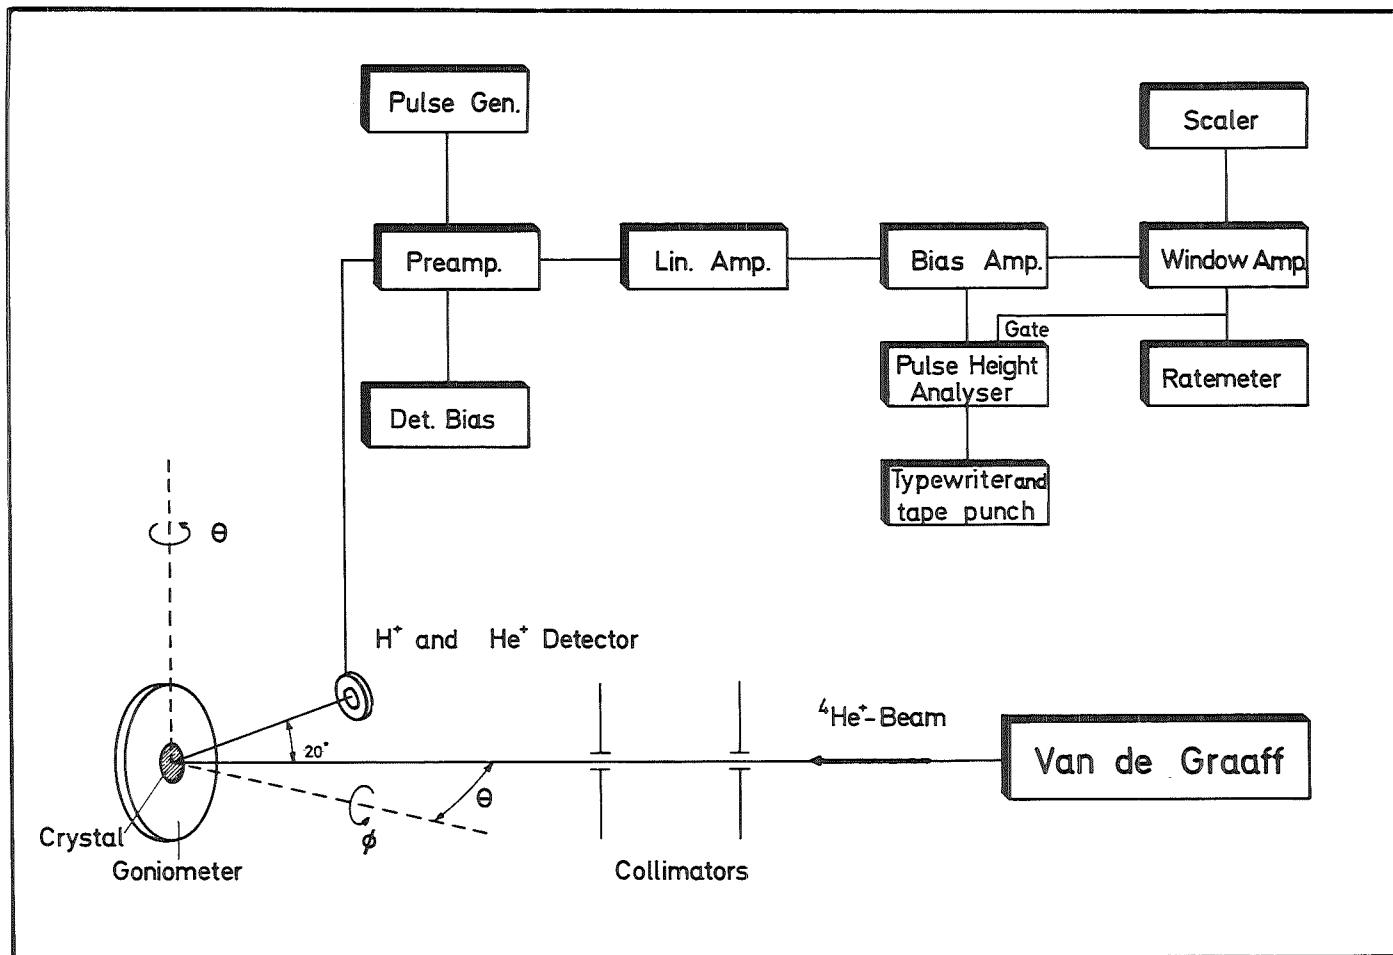 Pulse Gen.
Scaler
Preamp.
Lin. Amp.
Bias Amp.
Window Amp.
Gate
Pulse Height
Analyser
Ratemeter
Det. Bias
Typewriter and
tape punch
θ
H⁺ and He⁺ Detector
⁴He⁺-Beam
20°
Van de Graaff
θ
ϕ
Crystal
Goniometer
Collimators